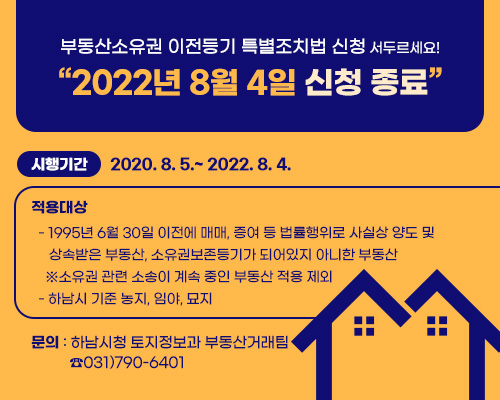 부동산소유권 이전등기 특별조치법 신청 서두르세요!
“2022년 8월 4일 신청 종료”
시행기간 2020. 8. 5.~ 2022. 8. 4.
적용대상
- 1995년 6월 30일 이전에 매매, 증여 등 법률행위로 사실상 양도 및
상속받은 부동산, 소유권보존등기가 되어있지 아니한 부동산
※소유권 관련 소송이 계속 중인 부동산 적용 제외
- 하남시 기준 농지, 임야, 묘지
문의 : 하남시청 토지정보과 부동산거래팀
☎031)790-6401